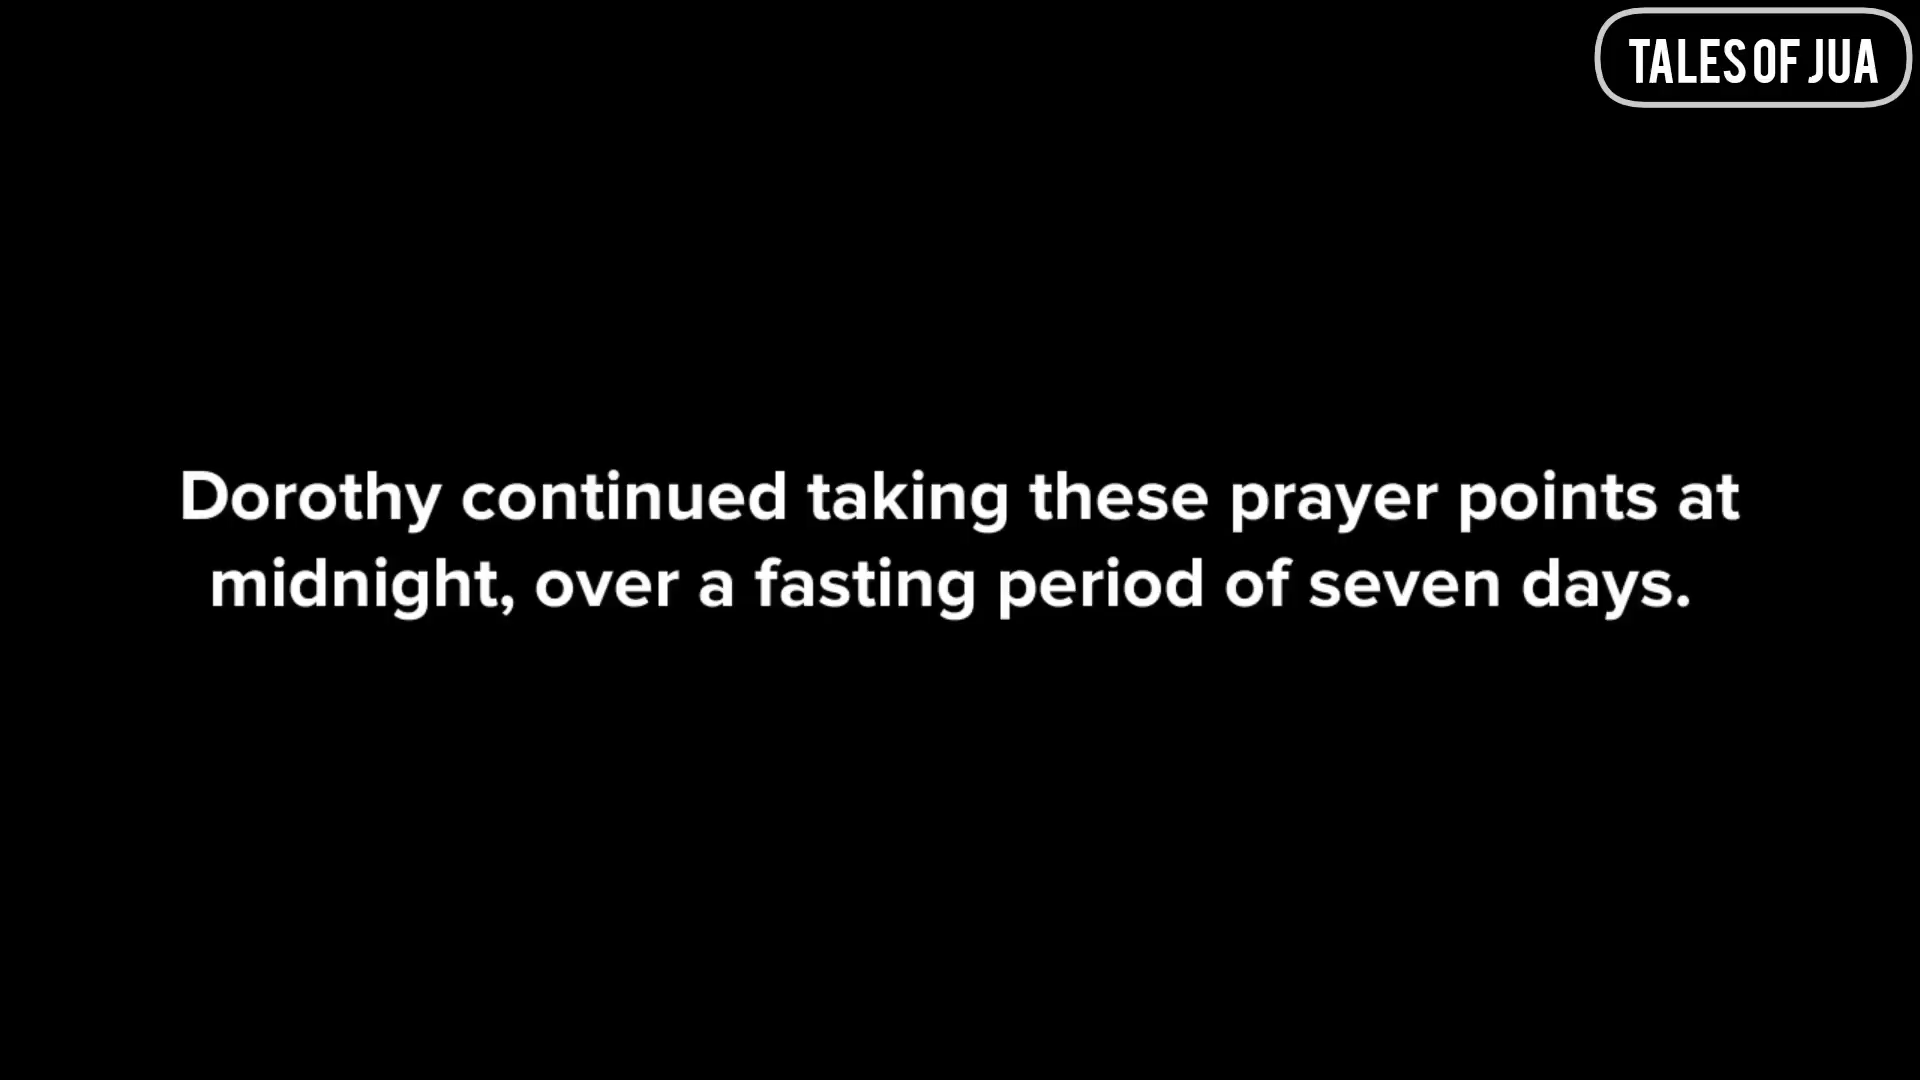 TALES OF JUA
Dorothy continued taking these prayer points at
midnight, over a fasting period of seven days.